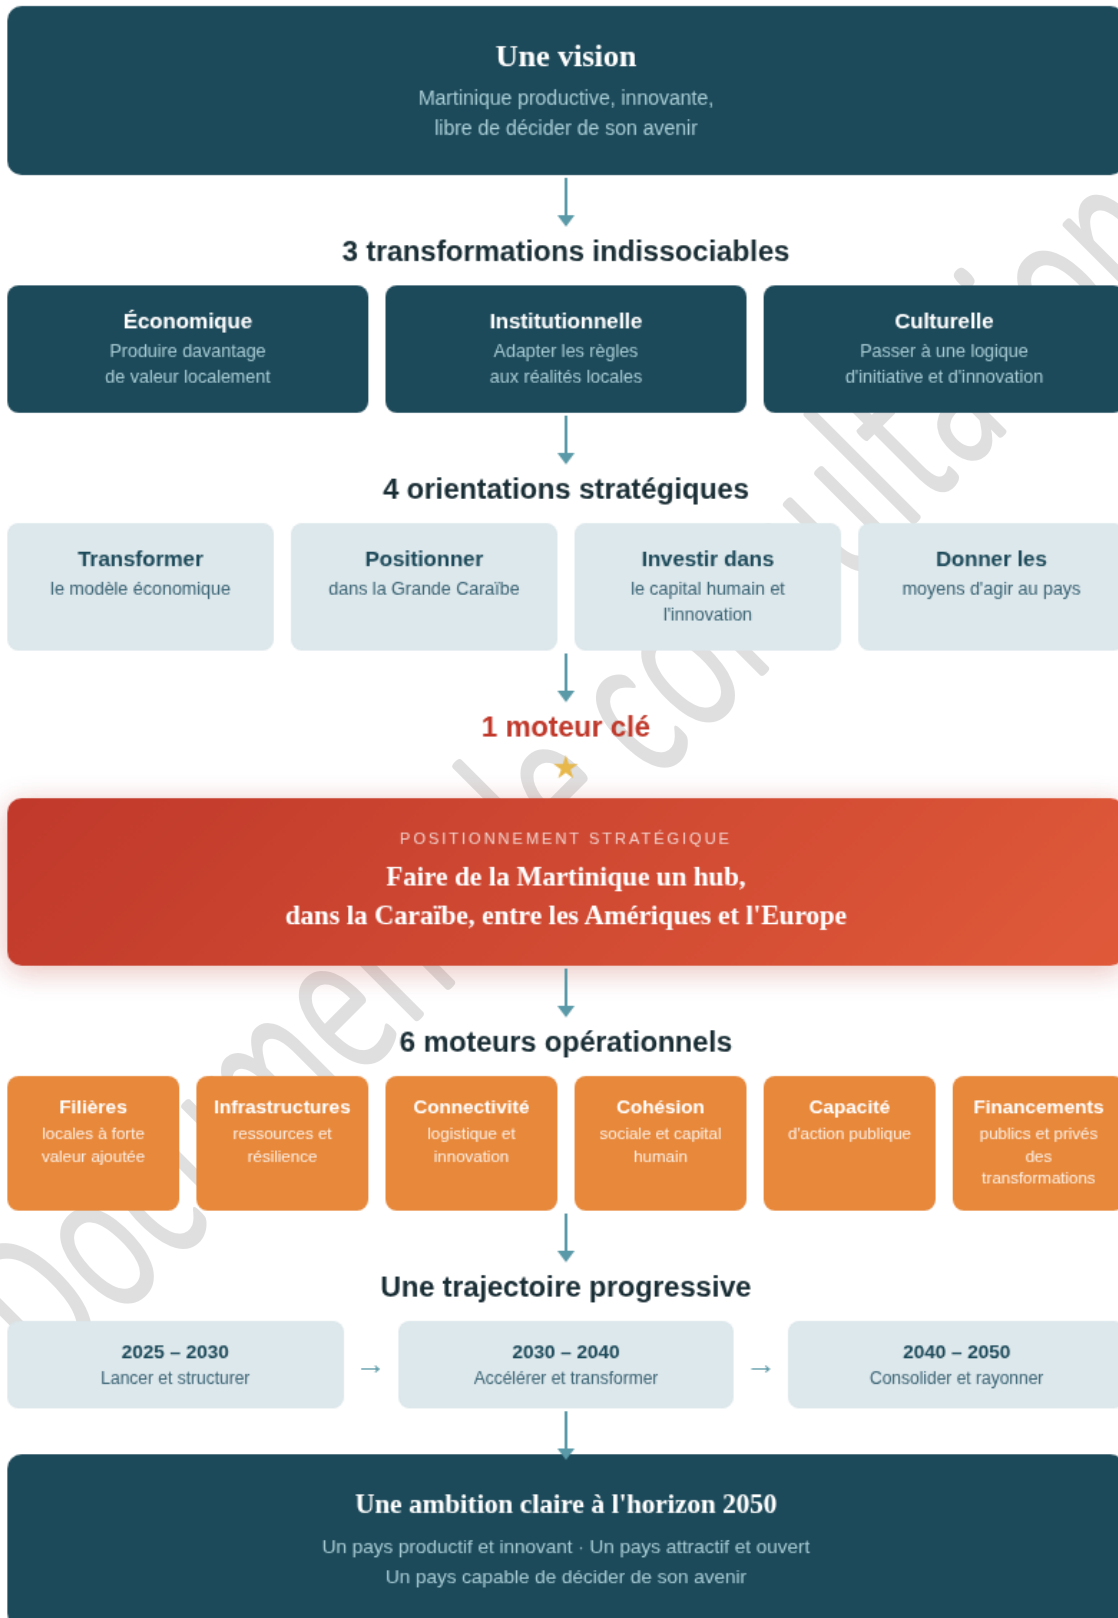 Une vision
Martinique productive, innovante,
libre de décider de son avenir
3 transformations indissociables
Économique
Produire davantage
de valeur localement
Institutionnelle
Adapter les règles
aux réalités locales
Culturelle
Passer à une logique
d'initiative et d'innovation
4 orientations stratégiques
Transformer
le modèle économique
Positionner
dans la Grande Caraïbe
Investir dans
le capital humain et
l'innovation
Donner les
moyens d'agir au pays
1 moteur clé
POSITIONNEMENT STRATÉGIQUE
Faire de la Martinique un hub,
dans la Caraïbe, entre les Amériques et l'Europe
6 moteurs opérationnels
Filières
locales à forte
valeur ajoutée
Infrastructures
ressources et
résilience
Connectivité
logistique et
innovation
Cohésion
sociale et capital
humain
Capacité
d'action publique
Financements
publics et privés
des
transformations
Une trajectoire progressive
2025 – 2030
Lancer et structurer
→
2030 – 2040
Accélérer et transformer
→
2040 – 2050
Consolider et rayonner
Une ambition claire à l'horizon 2050
Un pays productif et innovant · Un pays attractif et ouvert
Un pays capable de décider de son avenir